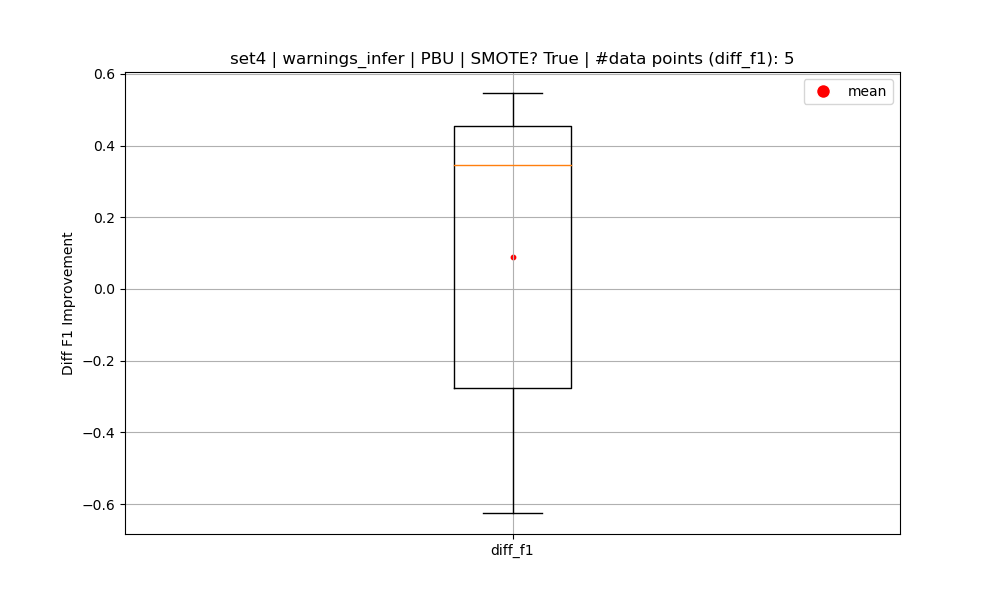 set4 | warnings_infer | PBU | SMOTE? True | #data points (diff_f1): 5
mean
Diff F1 Improvement
0.6
0.4
0.2
0.0
−0.2
−0.4
−0.6
diff_f1